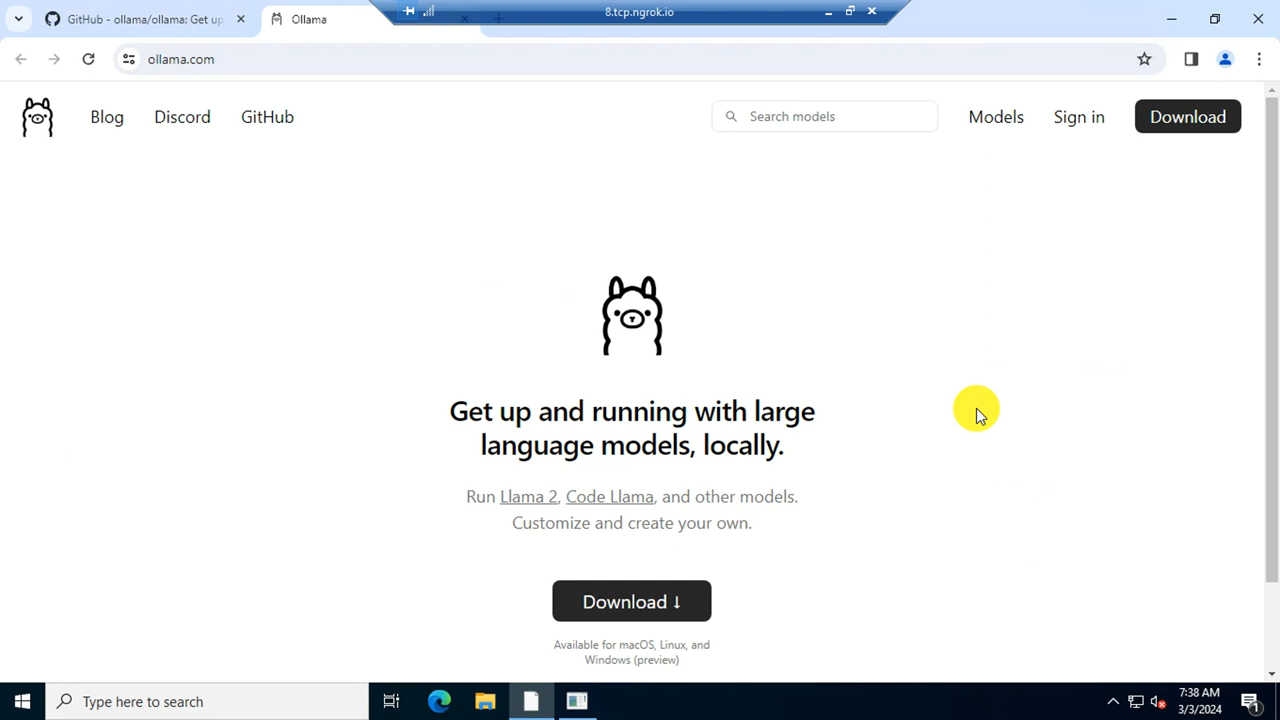 GitHub - ollama/ollama: Get up
Ollama
8.tcp.ngrok.io
ollama.com
Blog
Discord
GitHub
Search models
Models
Sign in
Download
Get up and running with large
language models, locally.
Run Llama 2, Code Llama, and other models.
Customize and create your own.
Download ↓
Available for macOS, Linux, and
Windows (preview)
Type here to search
7:38 AM
3/3/2024
1